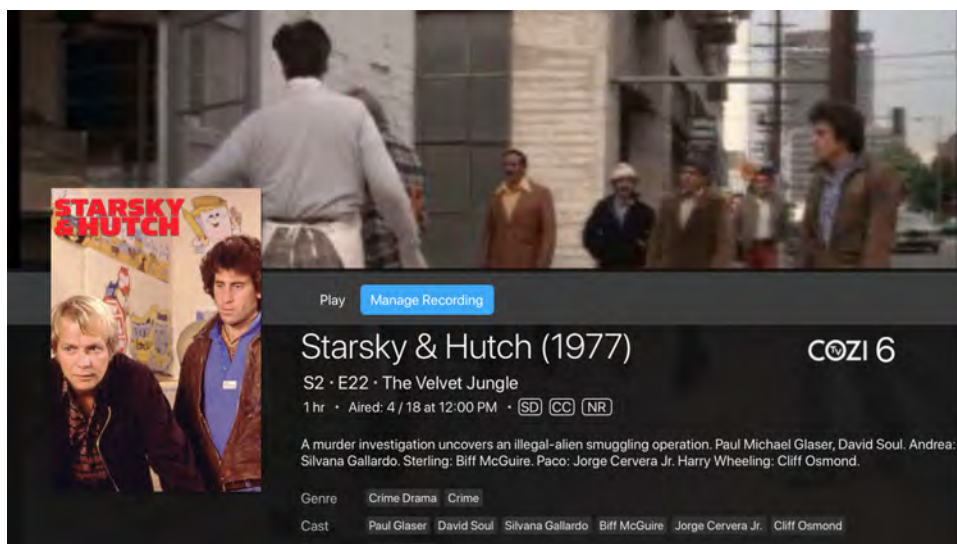 STARSKY
& HUTCH
Play Manage Recording
Starsky & Hutch (1977)
COZI TV 6
S2 · E22 · The Velvet Jungle
1 hr · Aired: 4 / 18 at 12:00 PM · SD CC NR
A murder investigation uncovers an illegal-alien smuggling operation. Paul Michael Glaser, David Soul. Andrea:
Silvana Gallardo. Sterling: Biff McGuire. Paco: Jorge Cervera Jr. Harry Wheeling: Cliff Osmond.
Genre Crime Drama Crime
Cast Paul Glaser David Soul Silvana Gallardo Biff McGuire Jorge Cervera Jr. Cliff Osmond